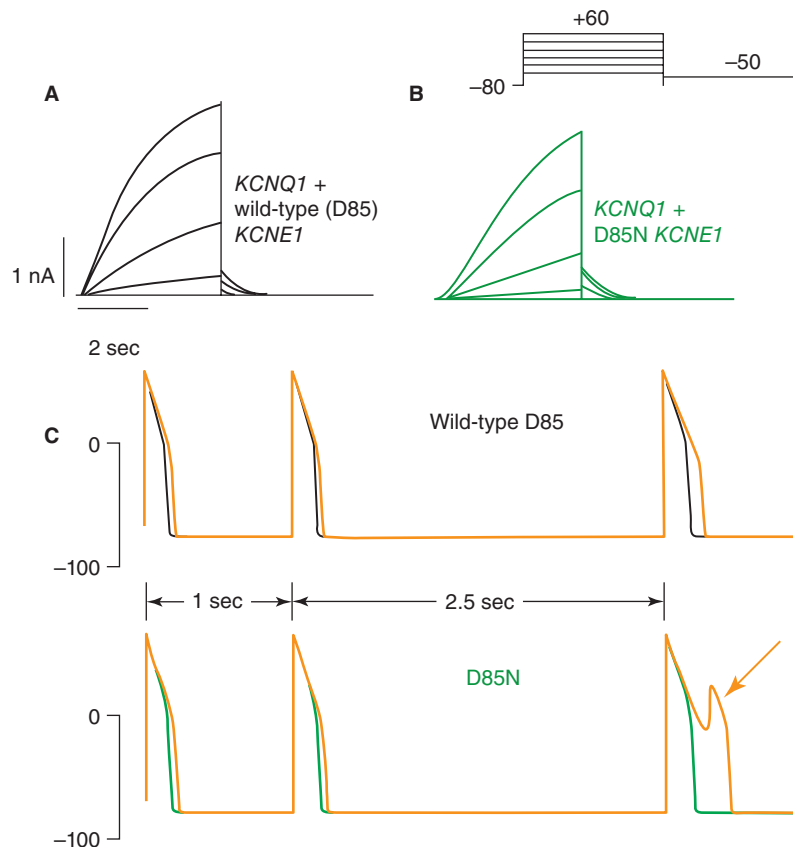 +60
−50
−80
A
B
KCNQ1 +
wild-type (D85)
KCNE1
KCNQ1 +
D85N KCNE1
1 nA
2 sec
C
Wild-type D85
0
−100
1 sec
2.5 sec
D85N
0
−100